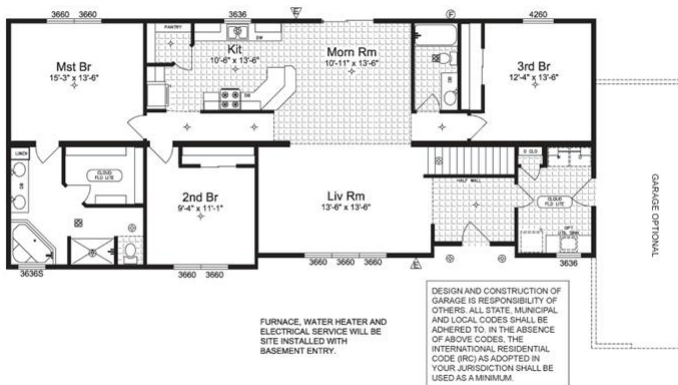 3660 3660
3636
E
F
4260
PANTRY
DW
Kit
10'-6" x 13'-6"
Morn Rm
10'-11" x 13'-6"
Mst Br
15'-3" x 13'-6"
3rd Br
12'-4" x 13'-6"
LINEN
CLOUD
FLO LITE
2nd Br
9'-4" x 11'-1"
Liv Rm
13'-6" x 13'-6"
HALF WALL
CLOUD
FLO LITE
OPT
UTL SINK
GARAGE OPTIONAL
3636S
3660 3660
3660 3660 3660
E
3636
FURNACE, WATER HEATER AND
ELECTRICAL SERVICE WILL BE
SITE INSTALLED WITH
BASEMENT ENTRY.
DESIGN AND CONSTRUCTION OF
GARAGE IS RESPONSIBILITY OF
OTHERS. ALL STATE, MUNICIPAL
AND LOCAL CODES SHALL BE
ADHERED TO. IN THE ABSENCE
OF ABOVE CODES, THE
INTERNATIONAL RESIDENTIAL
CODE (IRC) AS ADOPTED IN
YOUR JURISDICTION SHALL BE
USED AS A MINIMUM.